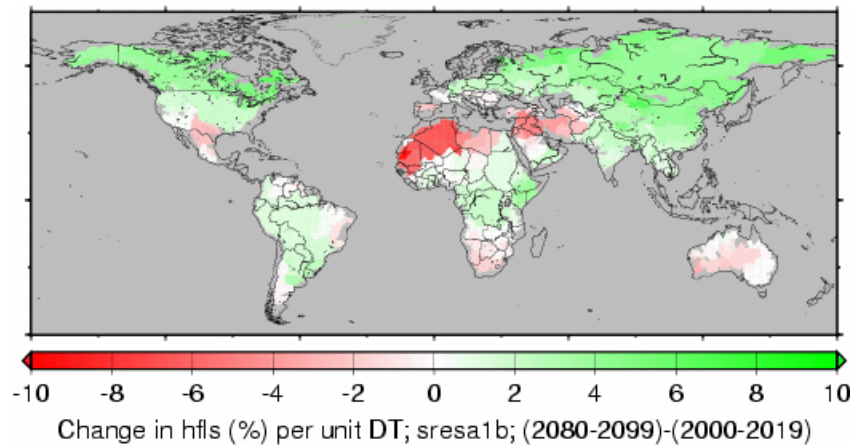 -10 -8 -6 -4 -2 0 2 4 6 8 10
Change in hfls (%) per unit DT; sresa1b; (2080-2099)-(2000-2019)